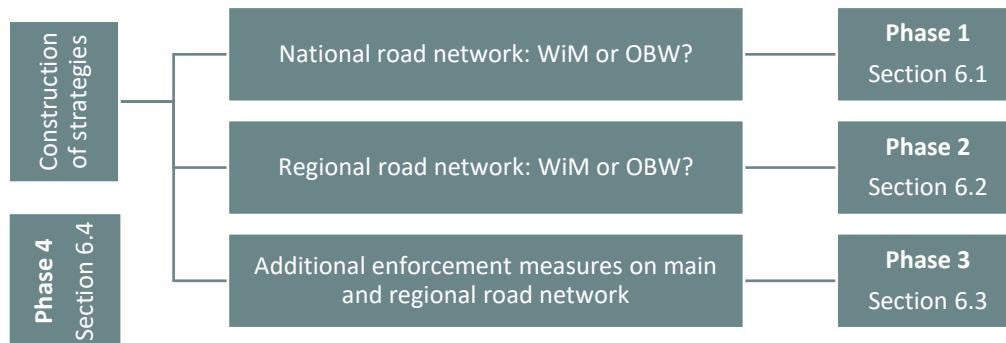 Construction
of strategies
National road network: WiM or OBW?
Phase 1
Section 6.1
Regional road network: WiM or OBW?
Phase 2
Section 6.2
Phase 4
Section 6.4
Additional enforcement measures on main
and regional road network
Phase 3
Section 6.3